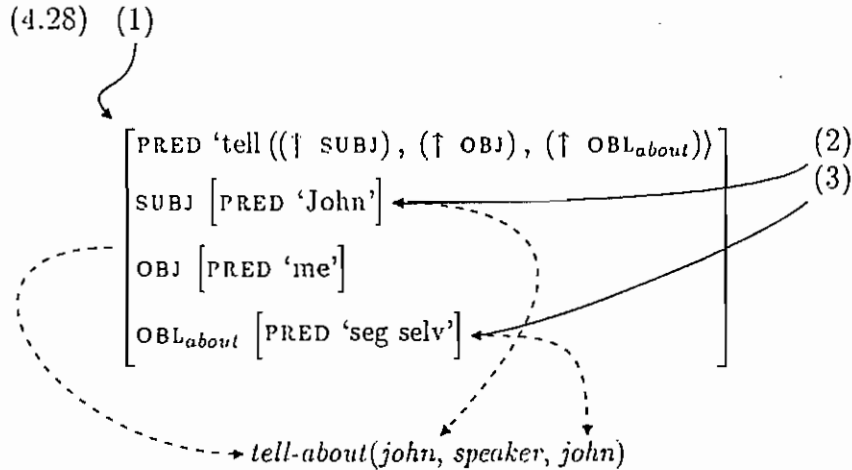 (4.28) (1)
[PRED ‘tell ⟨(↑ SUBJ), (↑ OBJ), (↑ OBL_about)⟩] (2)
SUBJ [PRED ‘John’] (3)
OBJ [PRED ‘me’]
OBL_about [PRED ‘seg selv’]
tell-about(john, speaker, john)